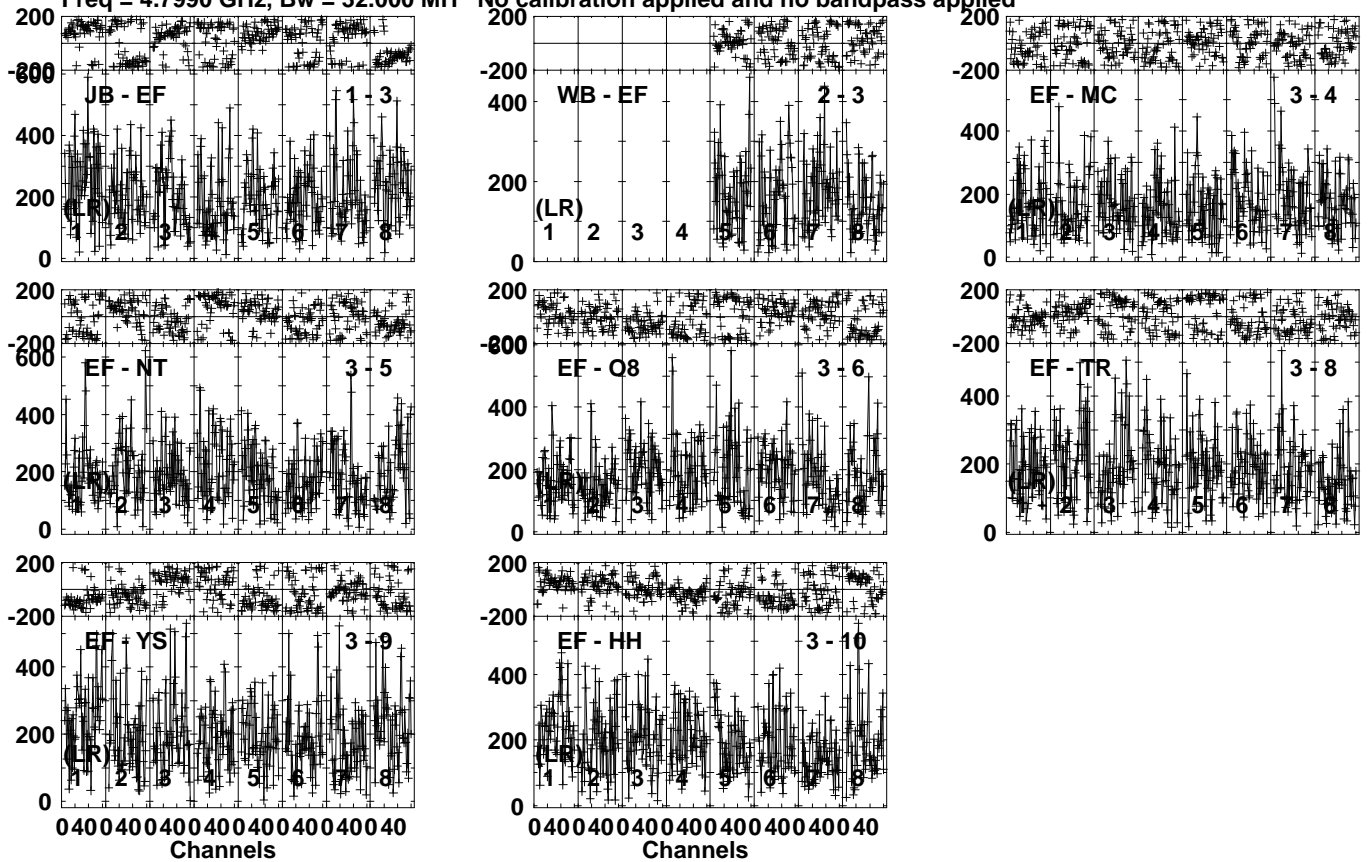 Freq = 4.7990 GHz, Bw = 32.000 MH No calibration applied and no bandpass applied
200
-200
600
400
200
0
JB - EF 1 - 3
(LR)
1 2 3 4 5 6 7 8
200
-200
400
200
0
WB - EF 2 - 3
(LR)
1 2 3 4 5 6 7 8
200
-200
400
200
0
EF - MC 3 - 4
(LR)
1 2 3 4 5 6 7 8
200
-200
600
400
200
0
EF - NT 3 - 5
(LR)
1 2 3 4 5 6 7 8
200
-200
600
400
200
0
EF - O8 3 - 6
(LR)
1 2 3 4 5 6 7 8
200
-200
400
200
0
EF - TR 3 - 8
(LR)
1 2 3 4 5 6 7 8
200
-200
400
200
0
EF - YS 3 - 9
(LR)
1 2 3 4 5 6 7 8
0 40 0 40 0 40 0 40 0 40 0 40 0 40 0 40
Channels
200
-200
400
200
0
EF - HH 3 - 10
(LR)
1 2 3 4 5 6 7 8
0 40 0 40 0 40 0 40 0 40 0 40 0 40 0 40
Channels